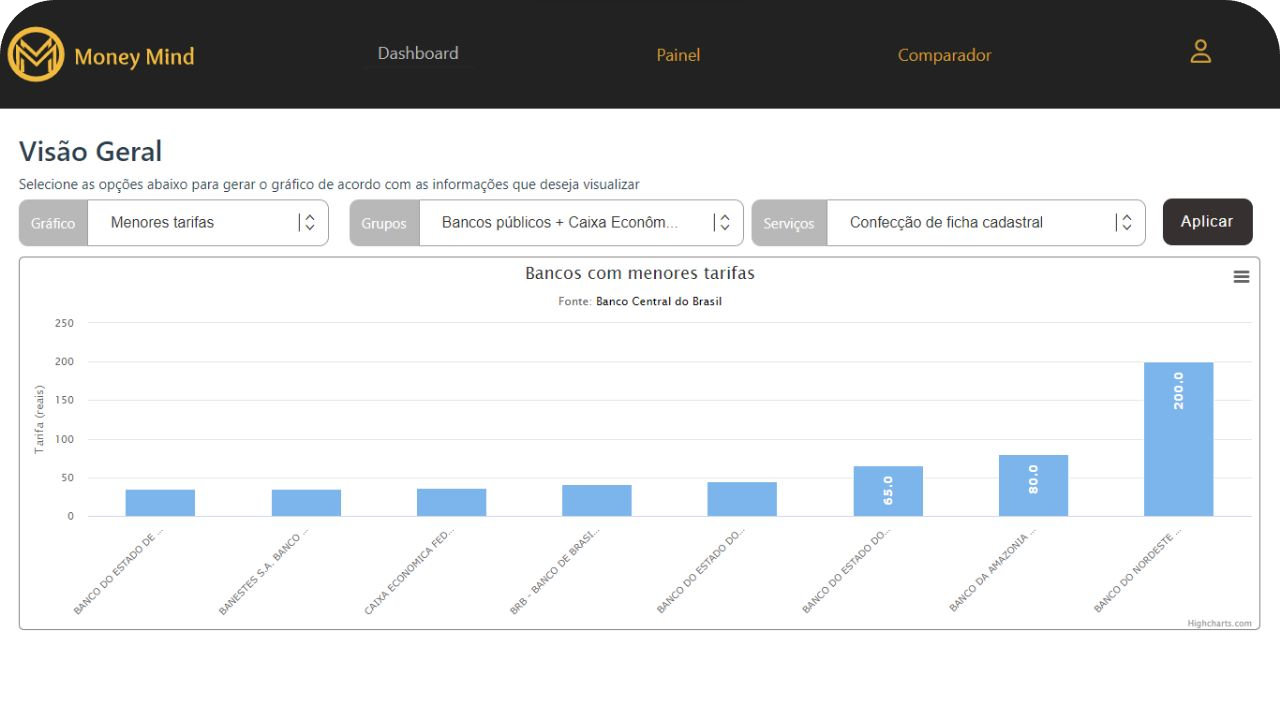 Money Mind
Dashboard
Painel
Comparador
Visão Geral
Selecione as opções abaixo para gerar o gráfico de acordo com as informações que deseja visualizar
Gráfico
Menores tarifas
Grupos
Bancos públicos + Caixa Econôm...
Serviços
Confecção de ficha cadastral
Aplicar
Bancos com menores tarifas
Fonte: Banco Central do Brasil
Tarifa (reais)
250
200
150
100
50
0
65.0
80.0
200.0
BANCO DO ESTADO DE …
BANESTES S.A. BANCO …
CAIXA ECONOMICA FED…
BRB - BANCO DE BRASI…
BANCO DO ESTADO DO…
BANCO DO ESTADO DO…
BANCO DA AMAZONIA …
BANCO DO NORDESTE …
Highcharts.com